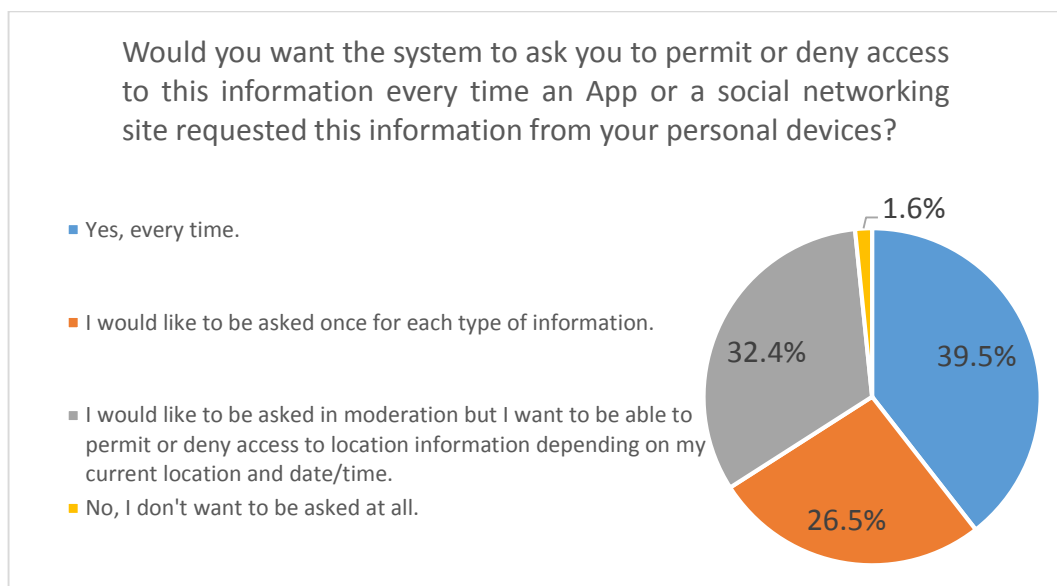 Would you want the system to ask you to permit or deny access
to this information every time an App or a social networking
site requested this information from your personal devices?
1.6%
Yes, every time.
I would like to be asked once for each type of information.
32.4%
39.5%
I would like to be asked in moderation but I want to be able to
permit or deny access to location information depending on my
current location and date/time.
No, I don't want to be asked at all.
26.5%